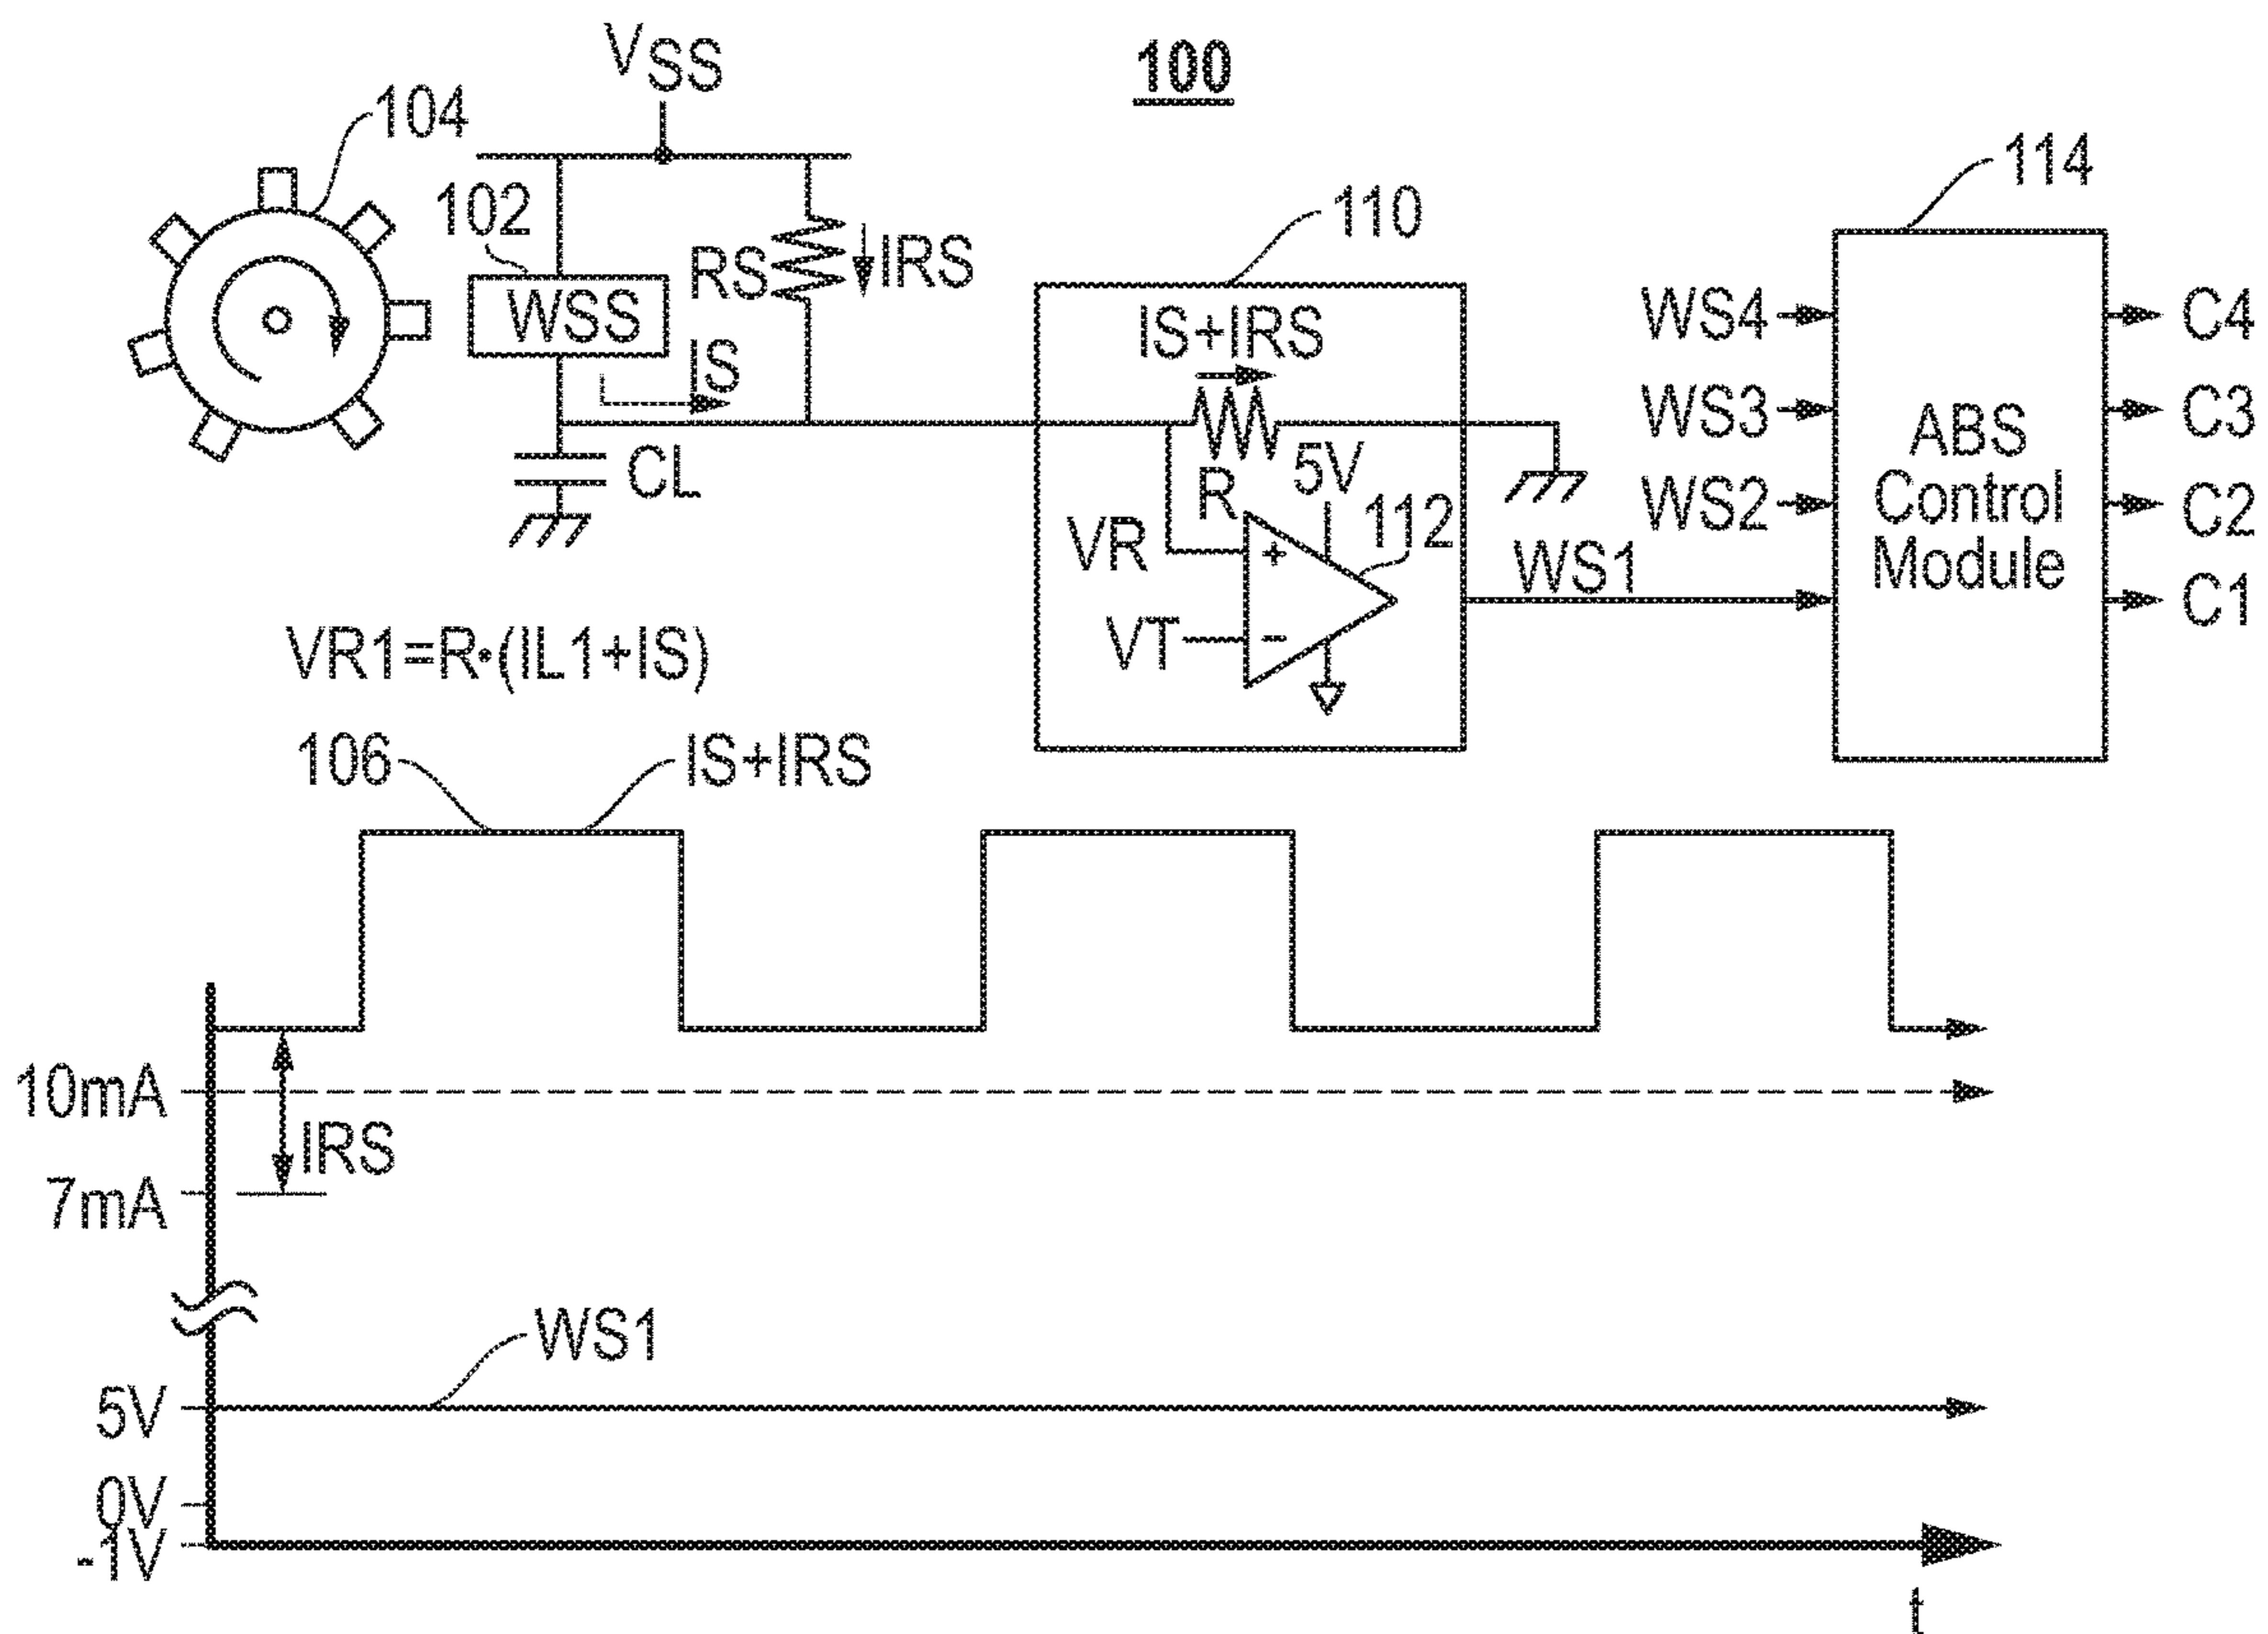 100
VSS
104
102
WSS
RS
IRS
IS
CL
110
IS+IRS
R
5V
112
VR
VT
+
-
WS1
114
WS4
WS3
WS2
ABS
Control
Module
C4
C3
C2
C1
VR1=R•(IL1+IS)
106
IS+IRS
10mA
IRS
7mA
WS1
5V
0V
-1V
t